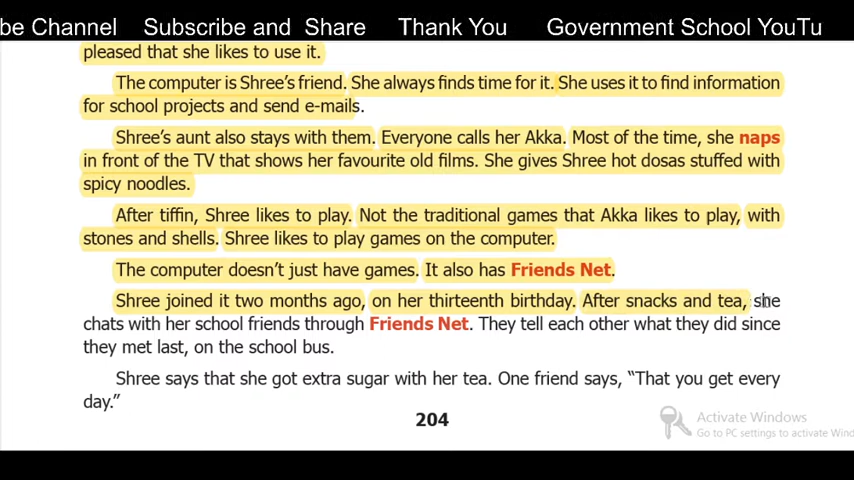 be Channel Subscribe and Share Thank You Government School YouTu
pleased that she likes to use it.
The computer is Shree's friend. She always finds time for it. She uses it to find information
for school projects and send e-mails.
Shree's aunt also stays with them. Everyone calls her Akka. Most of the time, she naps
in front of the TV that shows her favourite old films. She gives Shree hot dosas stuffed with
spicy noodles.
After tiffin, Shree likes to play. Not the traditional games that Akka likes to play, with
stones and shells. Shree likes to play games on the computer.
The computer doesn't just have games. It also has Friends Net.
Shree joined it two months ago, on her thirteenth birthday. After snacks and tea, she
chats with her school friends through Friends Net. They tell each other what they did since
they met last, on the school bus.
Shree says that she got extra sugar with her tea. One friend says, “That you get every
day.”
204
Activate Windows
Go to PC settings to activate Wind